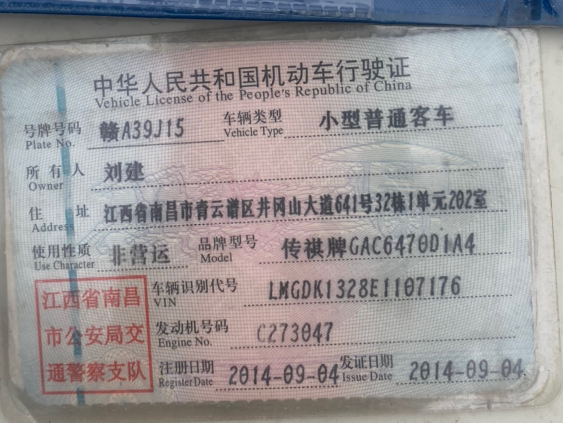 中华人民共和国机动车行驶证
Vehicle License of the People's Republic of China
号牌号码 赣A39J15 车辆类型 小型普通客车
Plate No. Vehicle Type
所有人 刘建
Owner
住址 江西省南昌市青云谱区井冈山大道641号32栋1单元202室
Address
使用性质 非营运 品牌型号 传祺牌GAC6470D1A4
Use Character Model
江西省南昌 车辆识别代号 LMGDK1328E1107176
VIN
市公安局交 发动机号码 C273047
Engine No.
通警察支队 注册日期 2014-09-04 发证日期 2014-09-04
Register Date Issue Date